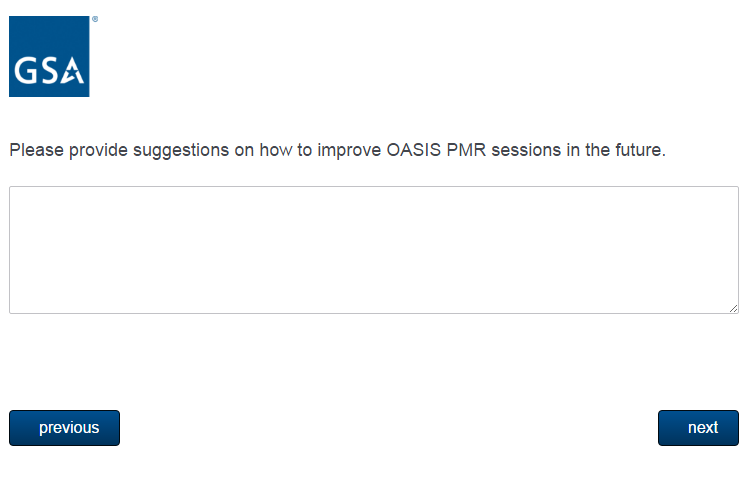 GSA
®
Please provide suggestions on how to improve OASIS PMR sessions in the future.
previous
next